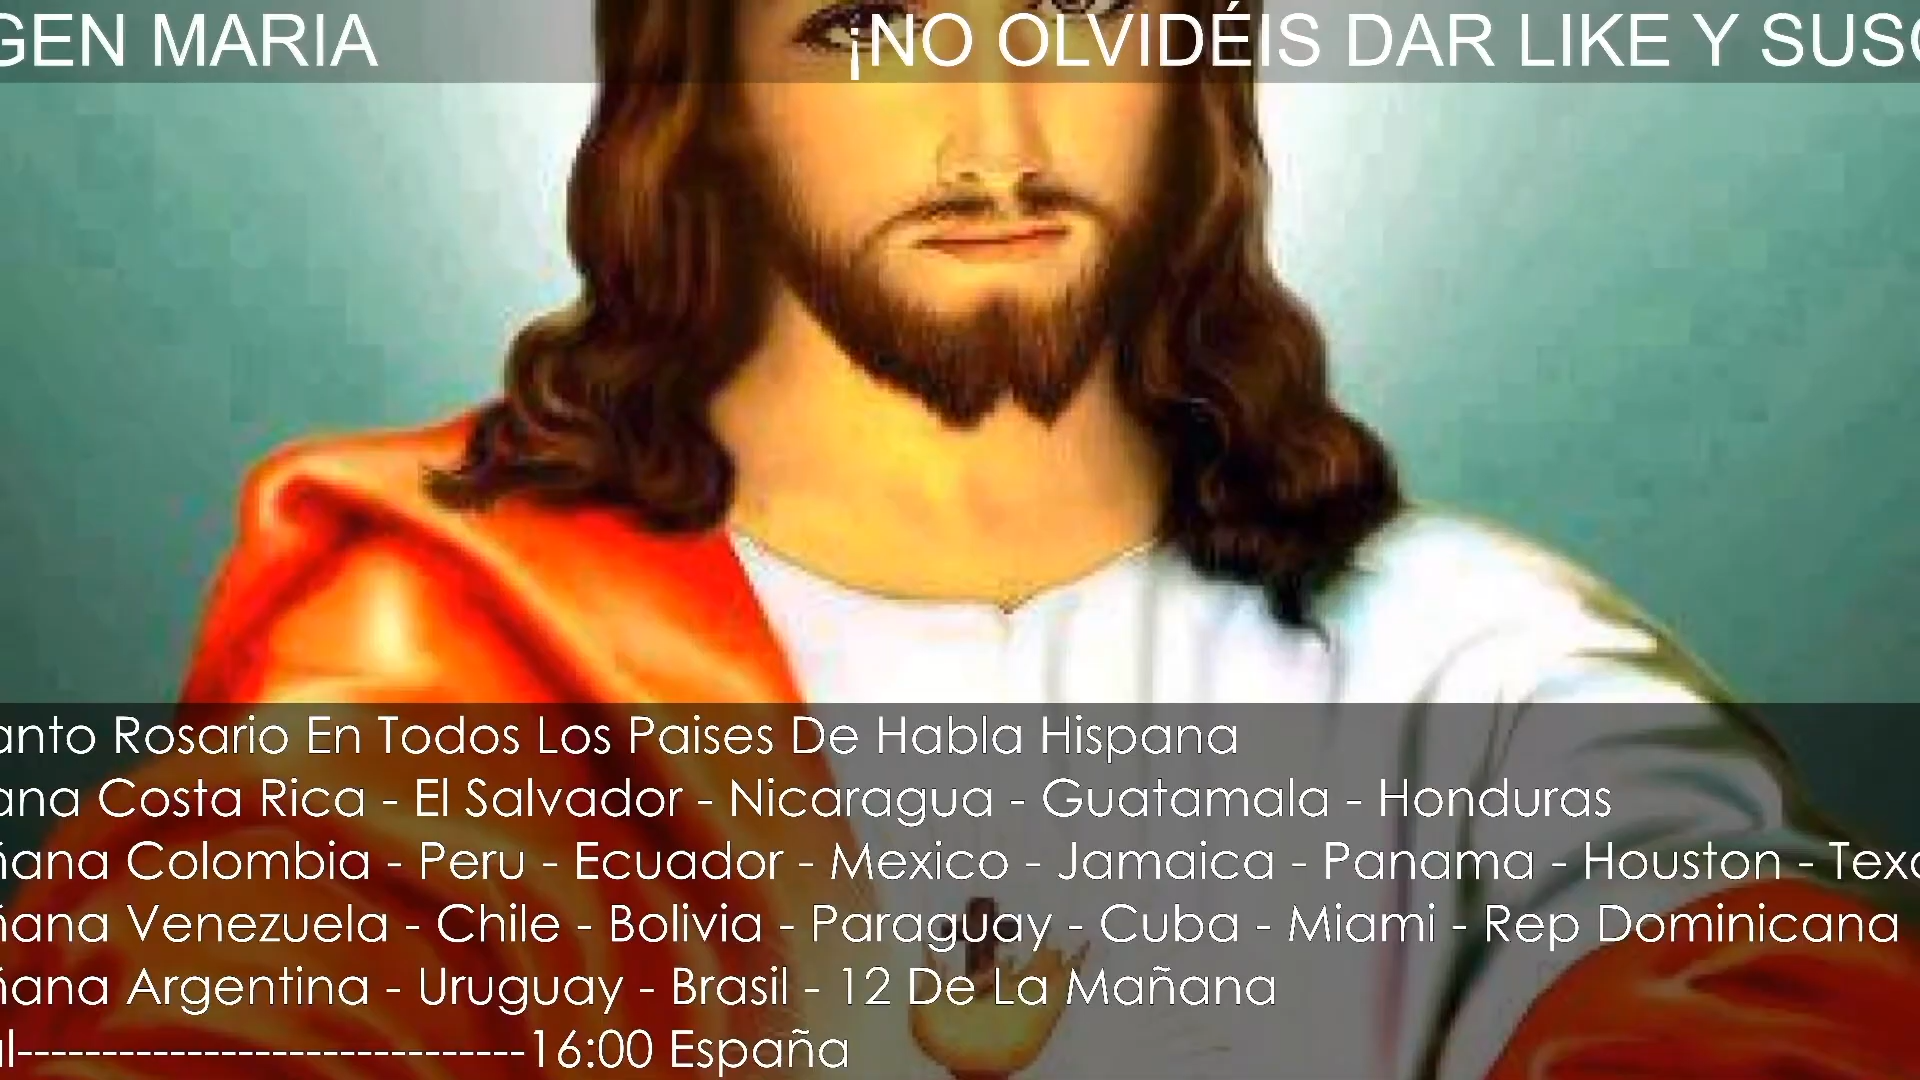 GEN MARIA ¡NO OLVIDÉIS DAR LIKE Y SUSC
anto Rosario En Todos Los Paises De Habla Hispana
ana Costa Rica - El Salvador - Nicaragua - Guatamala - Honduras
ñana Colombia - Peru - Ecuador - Mexico - Jamaica - Panama - Houston - Texa
ñana Venezuela - Chile - Bolivia - Paraguay - Cuba - Miami - Rep Dominicana
ñana Argentina - Uruguay - Brasil - 12 De La Mañana
al------------------------------16:00 España